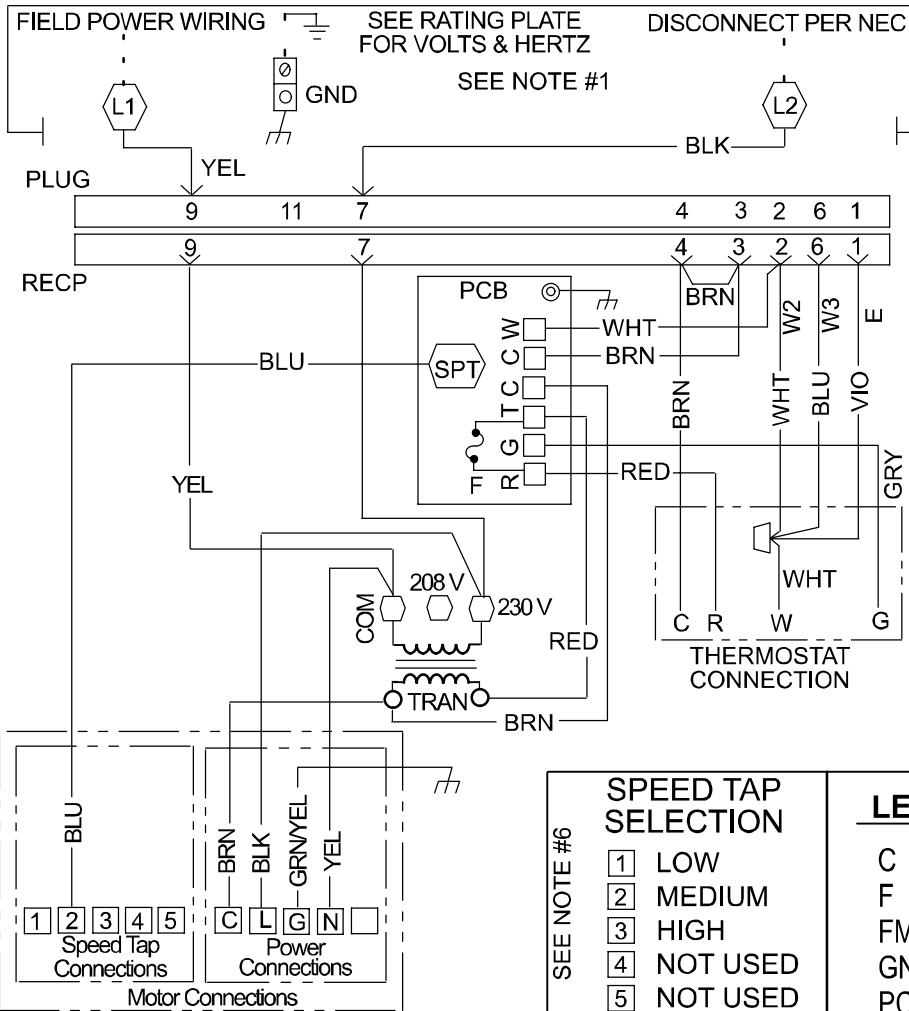 FIELD POWER WIRING
SEE RATING PLATE
FOR VOLTS & HERTZ
DISCONNECT PER NEC
SEE NOTE #1
GND
L1
L2
YEL
BLK
PLUG
9 11 7 4 3 2 6 1
RECP
9 7 4 3 2 6 1
BRN
PCB
W
C
C
T
G
R
F
SPT
BLU
WHT
BRN
W2
W3
E
BRN
WHT
BLU
VIO
GRY
YEL
RED
WHT
C R W G
THERMOSTAT
CONNECTION
COM
208 V
230 V
RED
TRAN
BRN
BLU
BRN
BLK
GRN/YEL
YEL
1 2 3 4 5
Speed Tap
Connections
C L G N
Power
Connections
Motor Connections
SEE NOTE #6
SPEED TAP
SELECTION
1 LOW
2 MEDIUM
3 HIGH
4 NOT USED
5 NOT USED
LE
C
F
FM
GN
PC